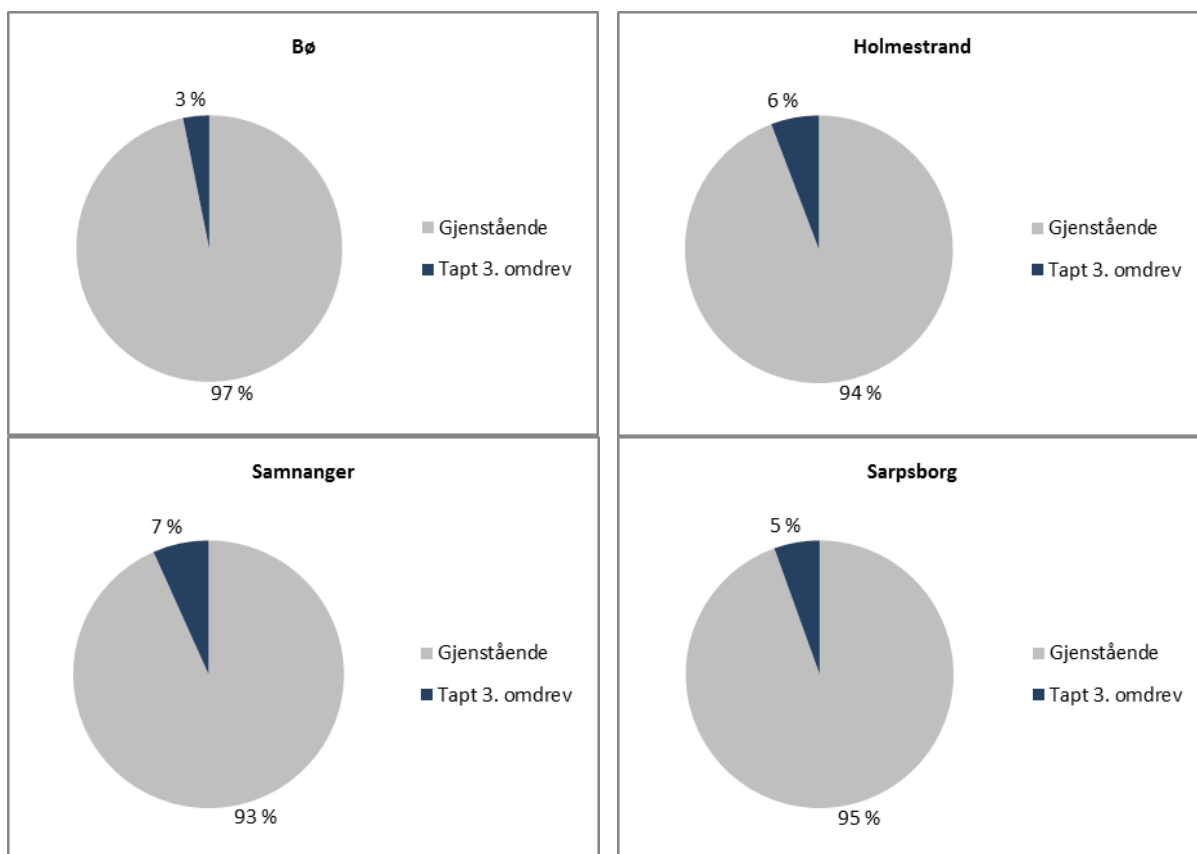 Bø
3 %
Gjenstående
Tapt 3. omdrev
97 %
Holmestrand
6 %
Gjenstående
Tapt 3. omdrev
94 %
Samnanger
7 %
Gjenstående
Tapt 3. omdrev
93 %
Sarpsborg
5 %
Gjenstående
Tapt 3. omdrev
95 %